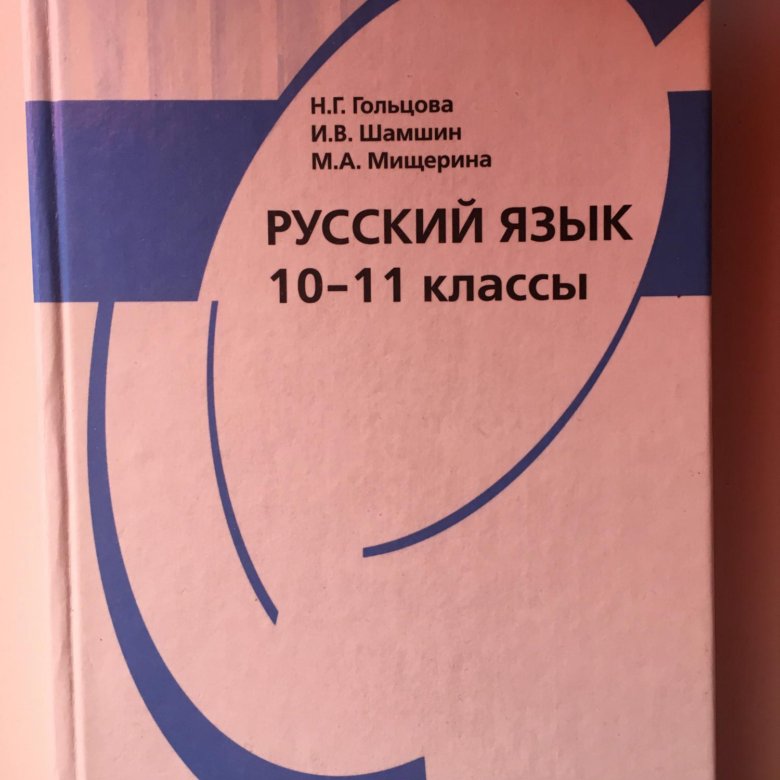 Н.Г. Гольцова
И.В. Шамшин
М.А. Мищерина
РУССКИЙ ЯЗЫК
10–11 классы